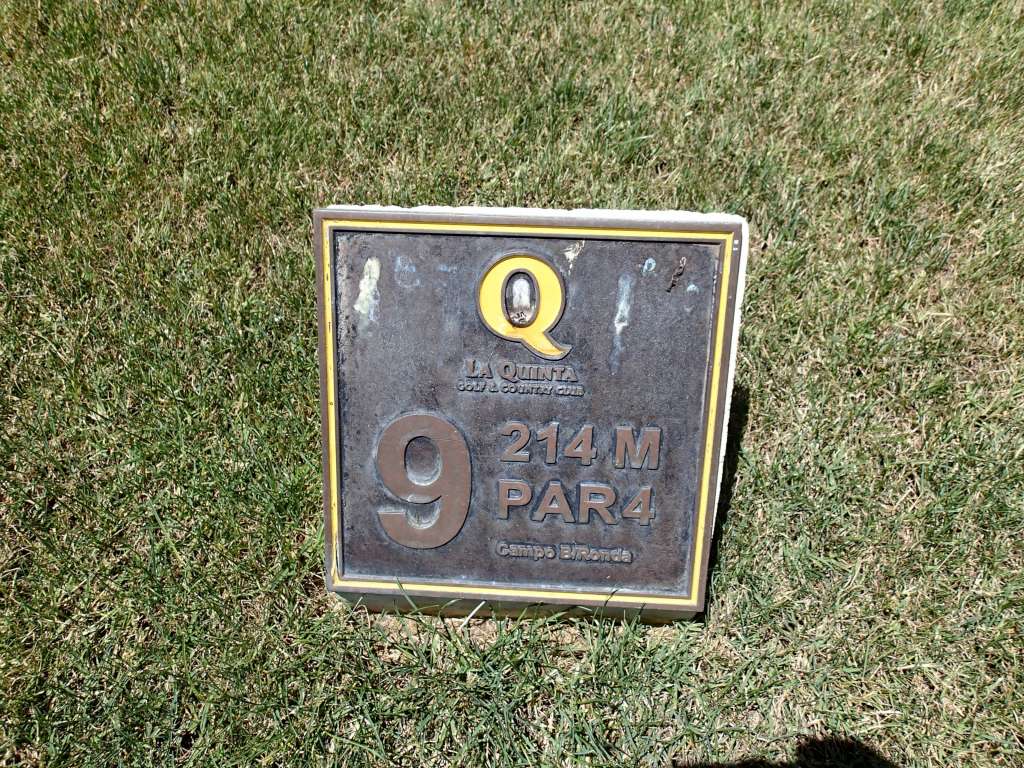 Q
LA QUINTA
GOLF & COUNTRY CLUB
9
214 M
PAR4
Campo B/Ronda